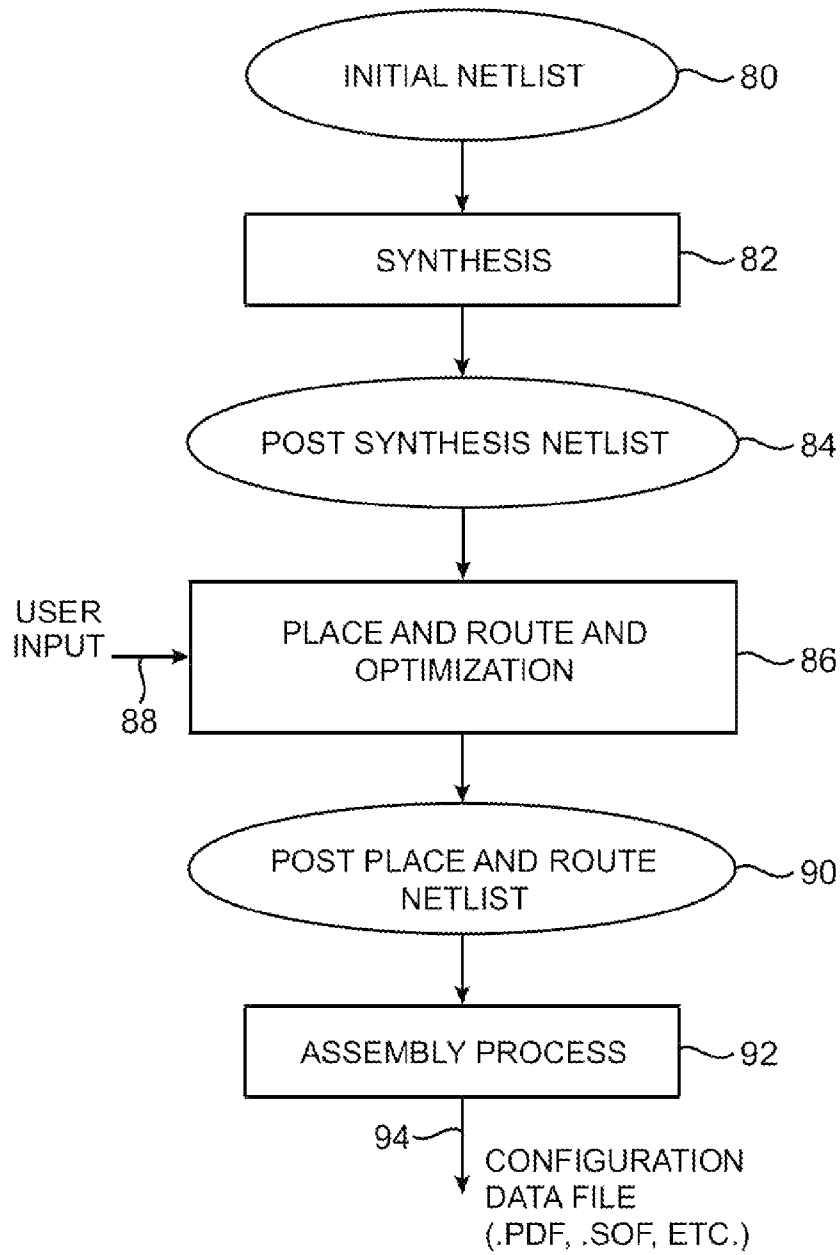 INITIAL NETLIST
80
SYNTHESIS
82
POST SYNTHESIS NETLIST
84
USER
INPUT
88
PLACE AND ROUTE AND
OPTIMIZATION
86
POST PLACE AND ROUTE
NETLIST
90
ASSEMBLY PROCESS
92
94
CONFIGURATION
DATA FILE
(.PDF, .SOF, ETC.)